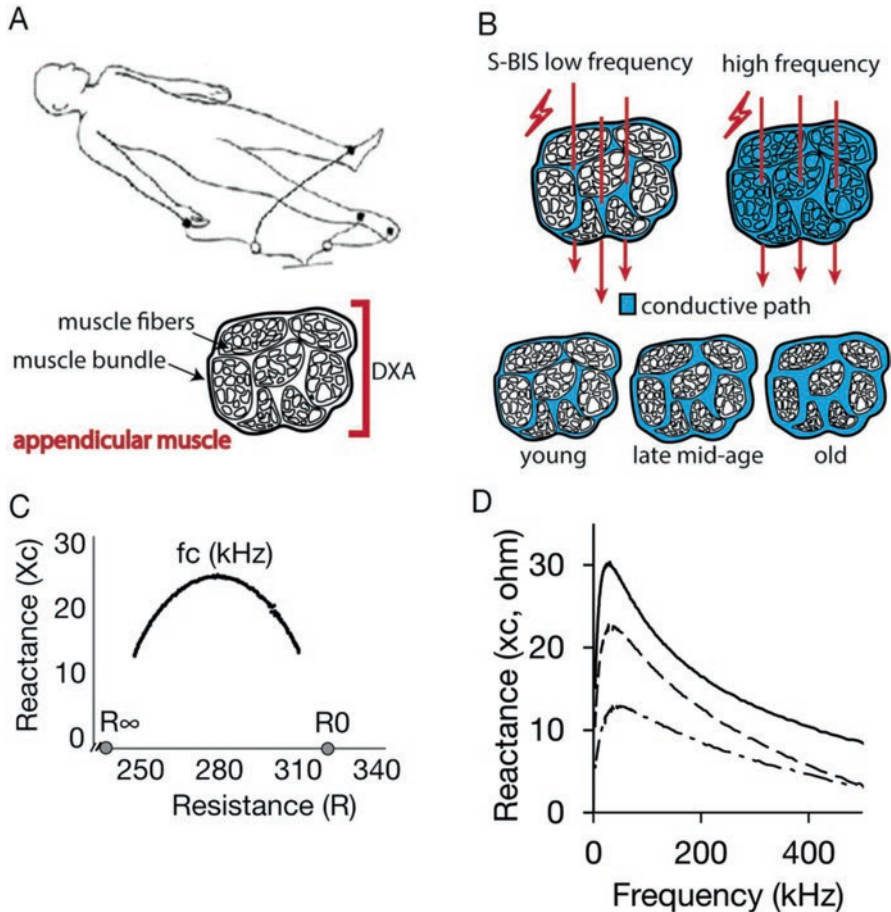 A
muscle fibers
muscle bundle
DXA
appendicular muscle
B
S-BIS low frequency
high frequency
conductive path
young
late mid-age
old
C
Reactance (Xc)
30
20
10
0
fc (kHz)
R∞
R0
250 280 310 340
Resistance (R)
D
Reactance (xc, ohm)
30
20
10
0
0 200 400
Frequency (kHz)